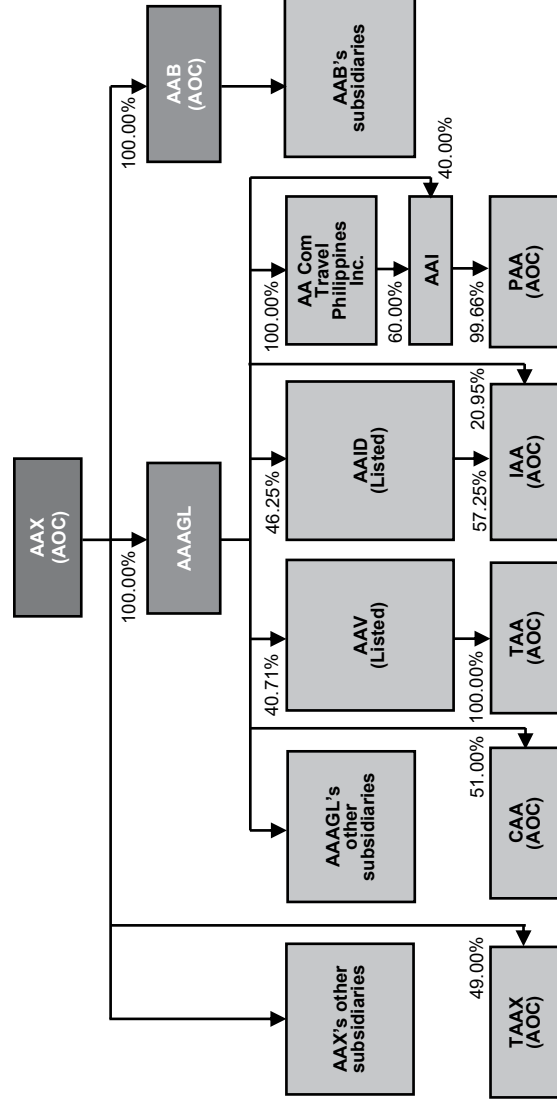 AAX
(AOC)
100.00%
100.00%
AAAGL
AAB
(AOC)
AAX's other
subsidiaries
AAAGL's
other
subsidiaries
40.71%
AAV
(Listed)
46.25%
AAID
(Listed)
100.00%
AA Com
Travel
Philippines
Inc.
AAB's
subsidiaries
60.00%
40.00%
AAI
49.00%
TAAX
(AOC)
51.00%
CAA
(AOC)
100.00%
TAA
(AOC)
57.25%
20.95%
IAA
(AOC)
99.66%
PAA
(AOC)